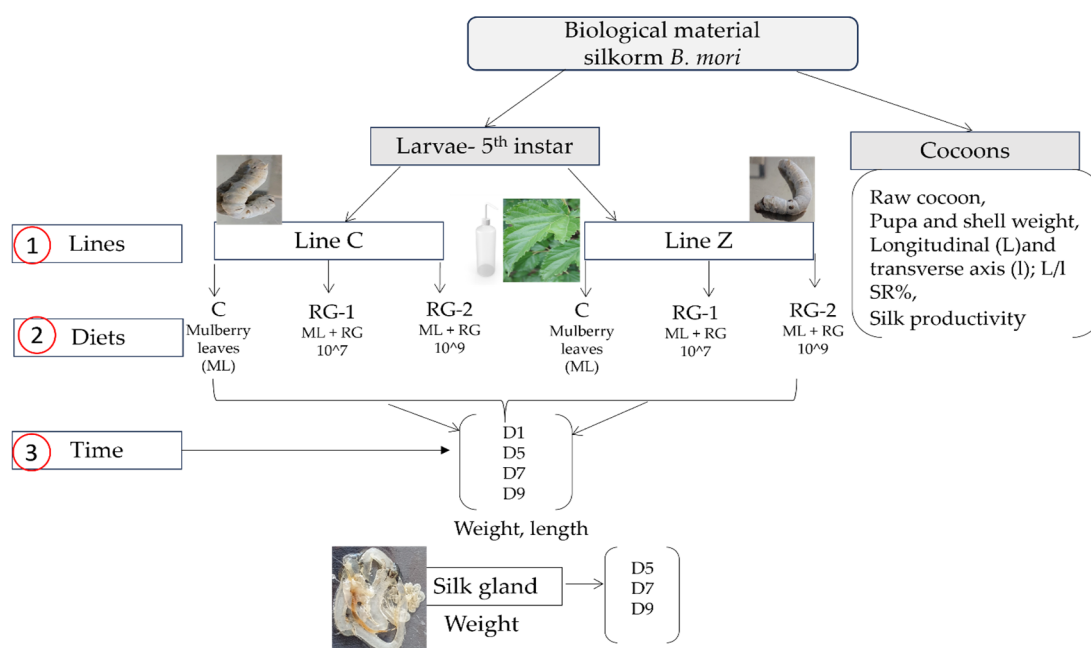 Biological material
silkorm B. mori
Larvae- 5th instar
Cocoons
Raw cocoon,
Pupa and shell weight,
Longitudinal (L)and
transverse axis (l); L/l
SR%,
Silk productivity
1 Lines
Line C
Line Z
2 Diets
C
Mulberry
leaves
(ML)
RG-1
ML + RG
10^7
RG-2
ML + RG
10^9
C
Mulberry
leaves
(ML)
RG-1
ML + RG
10^7
RG-2
ML + RG
10^9
3 Time
D1
D5
D7
D9
Weight, length
Silk gland
Weight
D5
D7
D9